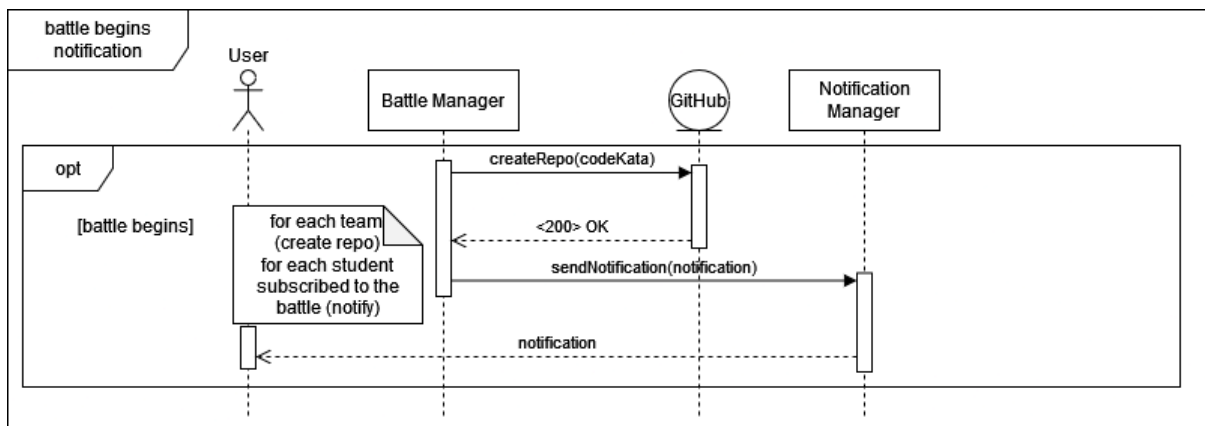 battle begins
notification
User
Battle Manager
GitHub
Notification
Manager
opt
createRepo(codeKata)
[battle begins]
for each team
(create repo)
for each student
subscribed to the
battle (notify)
<200> OK
sendNotification(notification)
notification